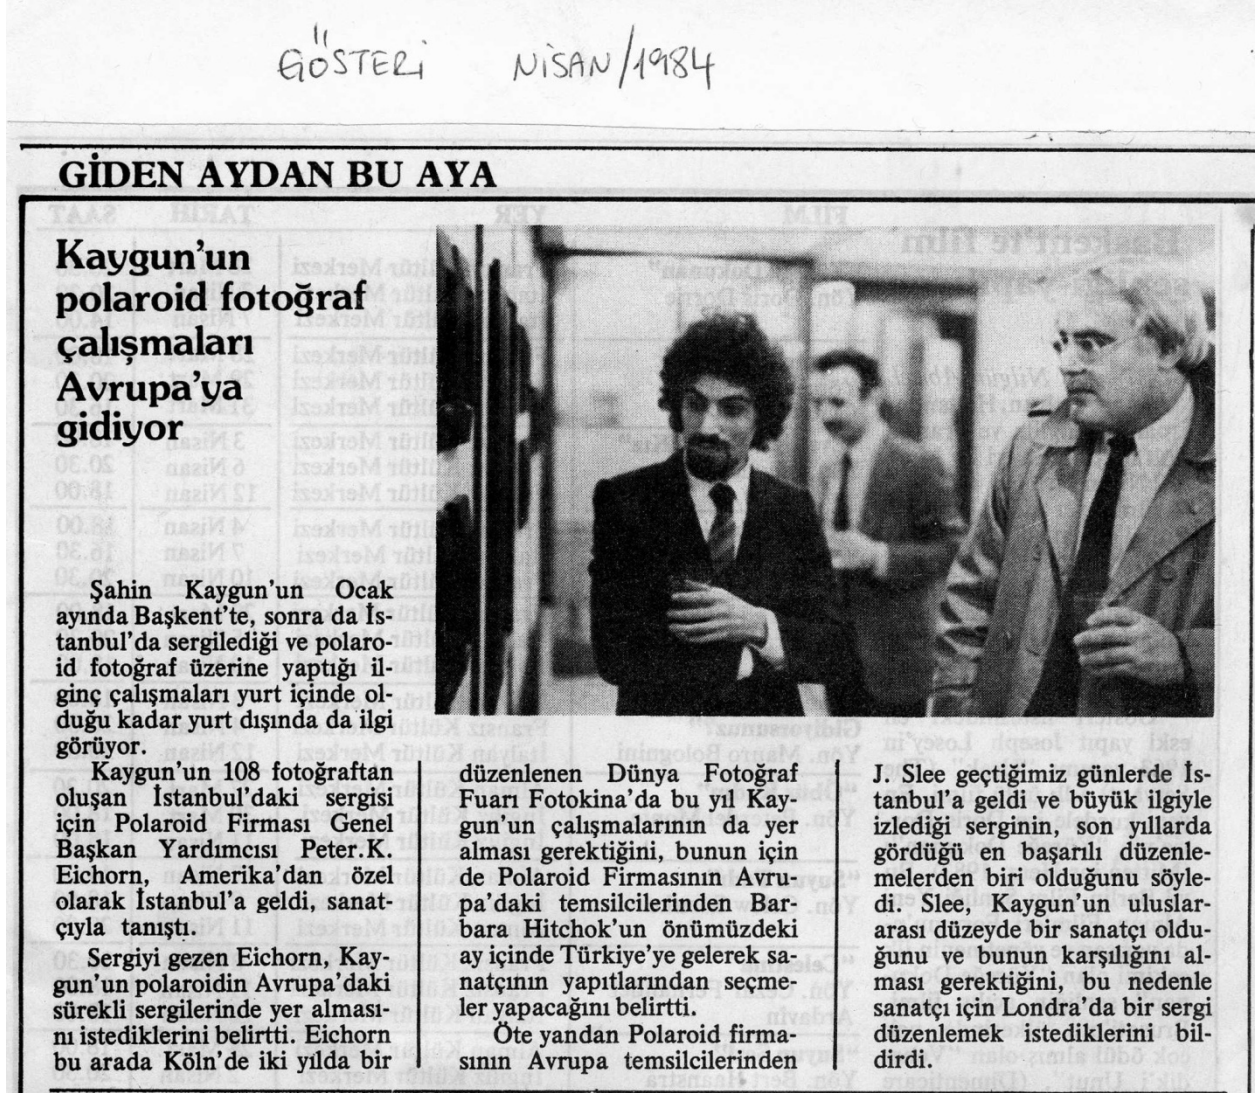 GÖSTERİ NİSAN/1984
GİDEN AYDAN BU AYA
Kaygun'un
polaroid fotoğraf
çalışmaları
Avrupa'ya
gidiyor
Şahin Kaygun'un Ocak
ayında Başkent'te, sonra da İs-
tanbul'da sergilediği ve polaro-
id fotoğraf üzerine yaptığı il-
ginç çalışmaları yurt içinde ol-
duğu kadar yurt dışında da ilgi
görüyor.
Kaygun'un 108 fotoğraftan
oluşan İstanbul'daki sergisi
için Polaroid Firması Genel
Başkan Yardımcısı Peter.K.
Eichorn, Amerika'dan özel
olarak İstanbul'a geldi, sanat-
çıyla tanıştı.
Sergiyi gezen Eichorn, Kay-
gun'un polaroidin Avrupa'daki
sürekli sergilerinde yer alması-
nı istediklerini belirtti. Eichorn
bu arada Köln'de iki yılda bir
düzenlenen Dünya Fotoğraf
Fuarı Fotokina'da bu yıl Kay-
gun'un çalışmalarının da yer
alması gerektiğini, bunun için
de Polaroid Firmasının Avru-
pa'daki temsilcilerinden Bar-
bara Hitchok'un önümüzdeki
ay içinde Türkiye'ye gelerek sa-
natçının yapıtlarından seçme-
ler yapacağını belirtti.
Öte yandan Polaroid firma-
sının Avrupa temsilcilerinden
J. Slee geçtiğimiz günlerde İs-
tanbul'a geldi ve büyük ilgiyle
izlediği serginin, son yıllarda
gördüğü en başarılı düzenle-
melerden biri olduğunu söyle-
di. Slee, Kaygun'un uluslar-
arası düzeyde bir sanatçı oldu-
ğunu ve bunun karşılığını al-
ması gerektiğini, bu nedenle
sanatçı için Londra'da bir sergi
düzenlemek istediklerini bil-
dirdi.